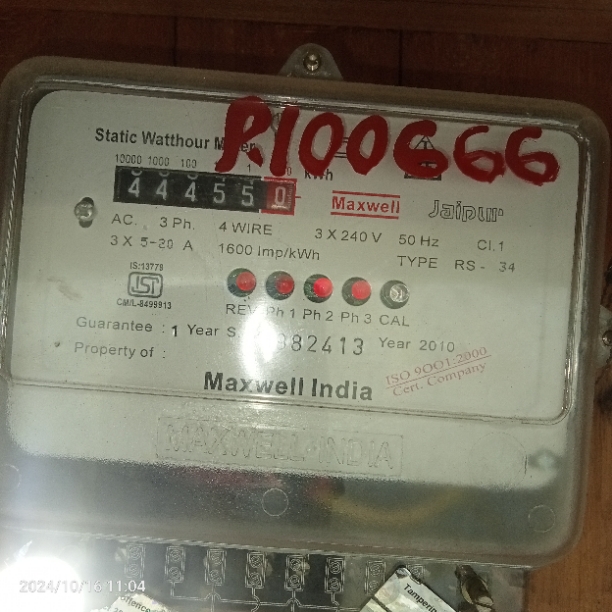 R100666
Static Watthour
10000 1000 100 1
444550 kWh
Maxwell Jaipur
AC. 3 Ph. 4 WIRE 3 X 240 V 50 Hz Cl.1
3 X 5-20 A 1600 Imp/kWh TYPE RS - 34
IS:13779
ISI
CM/L-8499913
REV Ph 1 Ph 2 Ph 3 CAL
Guarantee : 1 Year 82413 Year 2010
Property of :
Maxwell India
ISO 9001:2000
Cert. Company
MAXWELL-INDIA
2024/10/16 11:04